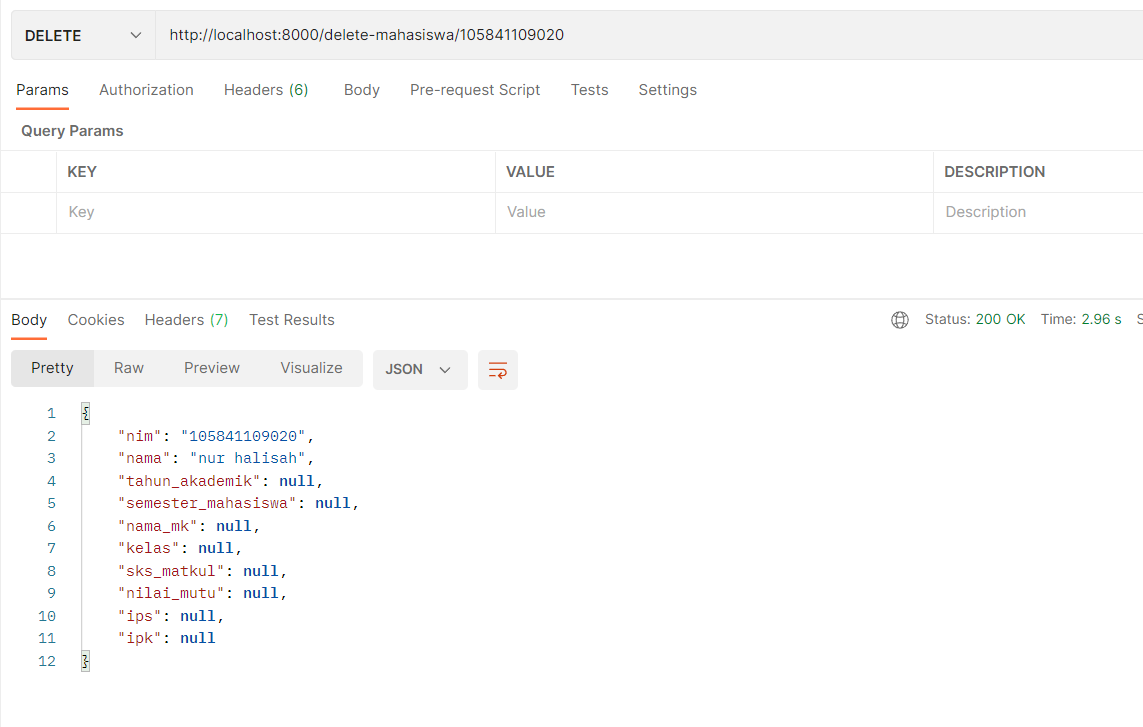 DELETE http://localhost:8000/delete-mahasiswa/105841109020
Params Authorization Headers (6) Body Pre-request Script Tests Settings
Query Params
KEY VALUE DESCRIPTION
Key Value Description
Body Cookies Headers (7) Test Results Status: 200 OK Time: 2.96 s S
Pretty Raw Preview Visualize JSON
1 {
2 "nim": "105841109020",
3 "nama": "nur halisah",
4 "tahun_akademik": null,
5 "semester_mahasiswa": null,
6 "nama_mk": null,
7 "kelas": null,
8 "sks_matkul": null,
9 "nilai_mutu": null,
10 "ips": null,
11 "ipk": null
12 }